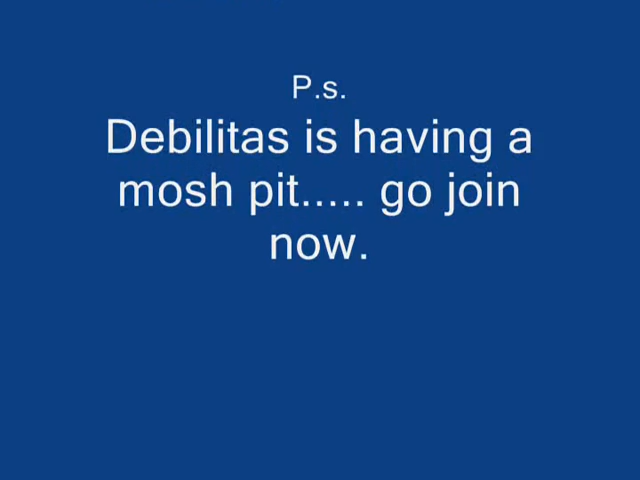 P.s.
Debilitas is having a
mosh pit..... go join
now.